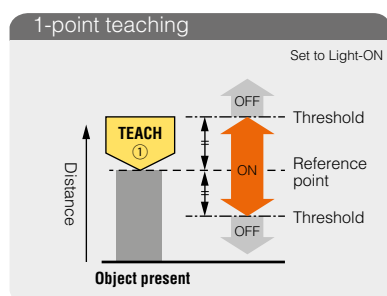 1-point teaching
Set to Light-ON
OFF
TEACH
①
Threshold
Distance
ON
Reference
point
Threshold
OFF
Object present